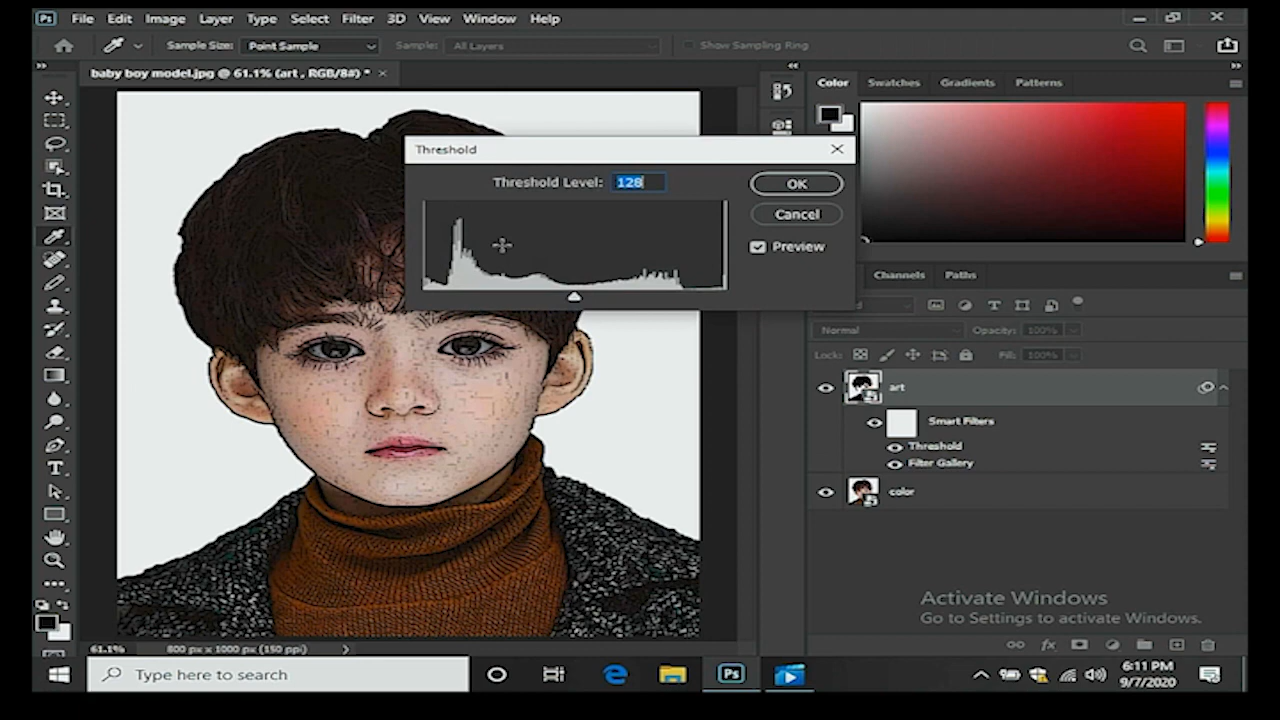 Ps File Edit Image Layer Type Select Filter 3D View Window Help
Sample Size: Point Sample Sample: All Layers Show Sampling Ring
baby boy model.jpg @ 61.1% (art , RGB/8#) * ×
Color Swatches Gradients Patterns
Threshold
Threshold Level: 128
OK
Cancel
Preview
Channels Paths
Normal Opacity: 100%
Lock: Fill: 100%
art
Smart Filters
Threshold
Filter Gallery
color
Activate Windows
Go to Settings to activate Windows.
61.1% 800 px x 1000 px (150 ppi)
fx
Type here to search
Ps
6:11 PM
9/7/2020